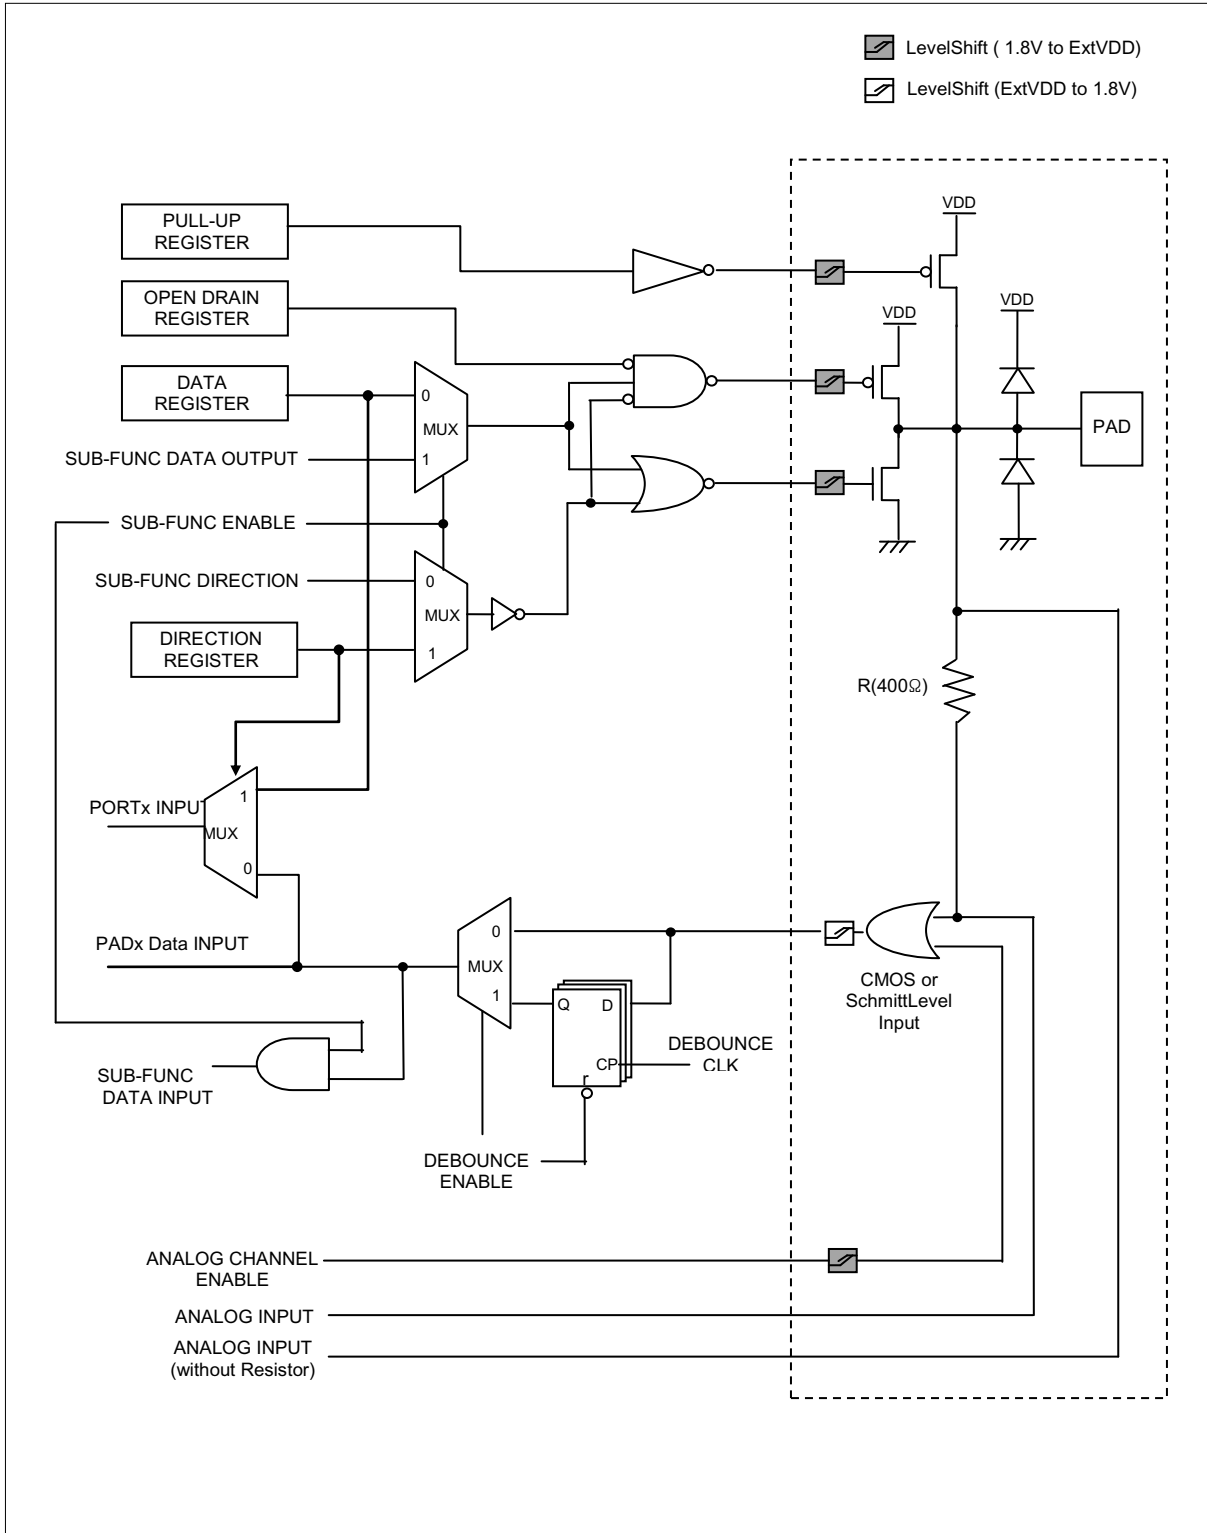 LevelShift ( 1.8V to ExtVDD)
LevelShift (ExtVDD to 1.8V)
VDD
PULL-UP
REGISTER
OPEN DRAIN
REGISTER
VDD
VDD
DATA
REGISTER
0
MUX
1
PAD
SUB-FUNC DATA OUTPUT
SUB-FUNC ENABLE
SUB-FUNC DIRECTION
0
MUX
1
DIRECTION
REGISTER
R(400Ω)
PORTx INPUT
1
MUX
0
PADx Data INPUT
0
MUX
1
Q
D
CP
r
CMOS or
SchmittLevel
Input
DEBOUNCE
CLK
SUB-FUNC
DATA INPUT
DEBOUNCE
ENABLE
ANALOG CHANNEL
ENABLE
ANALOG INPUT
ANALOG INPUT
(without Resistor)